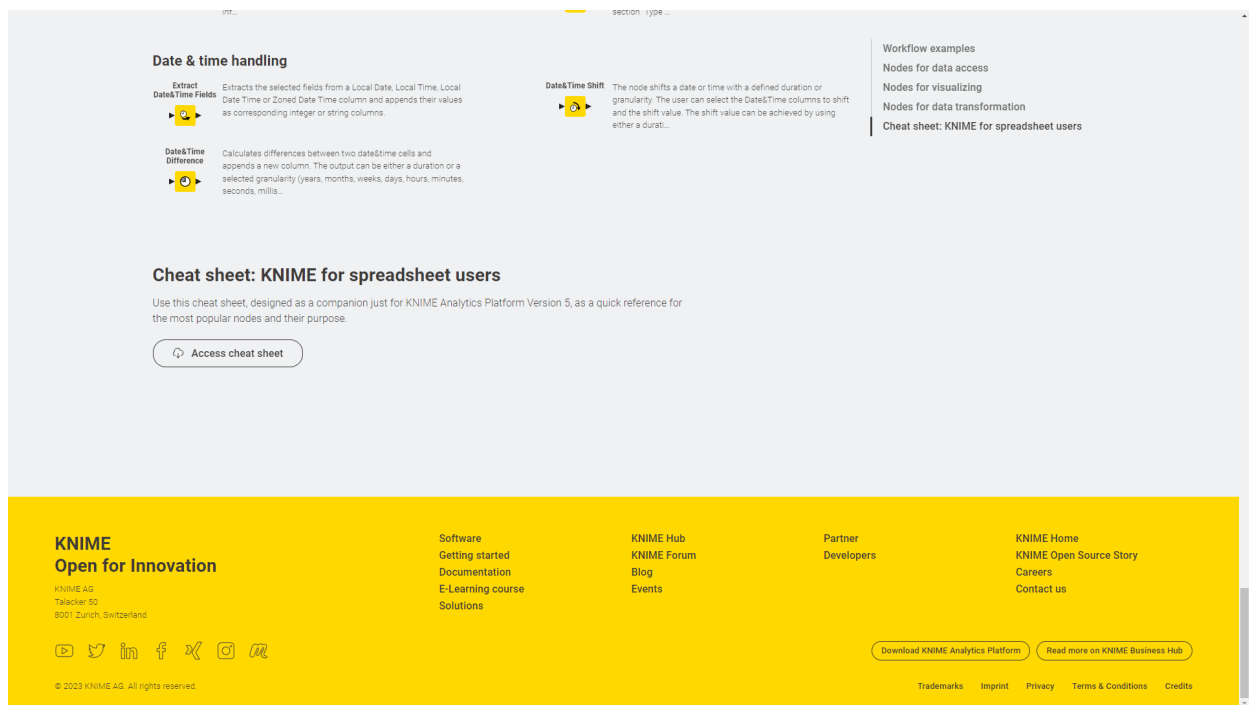 inf...
section "Type ...
Date & time handling
Extract
Date&Time Fields
Extracts the selected fields from a Local Date, Local Time, Local
Date Time or Zoned Date Time column and appends their values
as corresponding integer or string columns.
Date&Time Shift
The node shifts a date or time with a defined duration or
granularity. The user can select the Date&Time columns to shift
and the shift value. The shift value can be achieved by using
either a durati...
Date&Time
Difference
Calculates differences between two date&time cells and
appends a new column. The output can be either a duration or a
selected granularity (years, months, weeks, days, hours, minutes,
seconds, millis...
Workflow examples
Nodes for data access
Nodes for visualizing
Nodes for data transformation
Cheat sheet: KNIME for spreadsheet users
Cheat sheet: KNIME for spreadsheet users
Use this cheat sheet, designed as a companion just for KNIME Analytics Platform Version 5, as a quick reference for
the most popular nodes and their purpose.
Access cheat sheet
KNIME
Open for Innovation
KNIME AG
Talacker 50
8001 Zurich, Switzerland
Software
Getting started
Documentation
E-Learning course
Solutions
KNIME Hub
KNIME Forum
Blog
Events
Partner
Developers
KNIME Home
KNIME Open Source Story
Careers
Contact us
Download KNIME Analytics Platform
Read more on KNIME Business Hub
© 2023 KNIME AG. All rights reserved.
Trademarks Imprint Privacy Terms & Conditions Credits